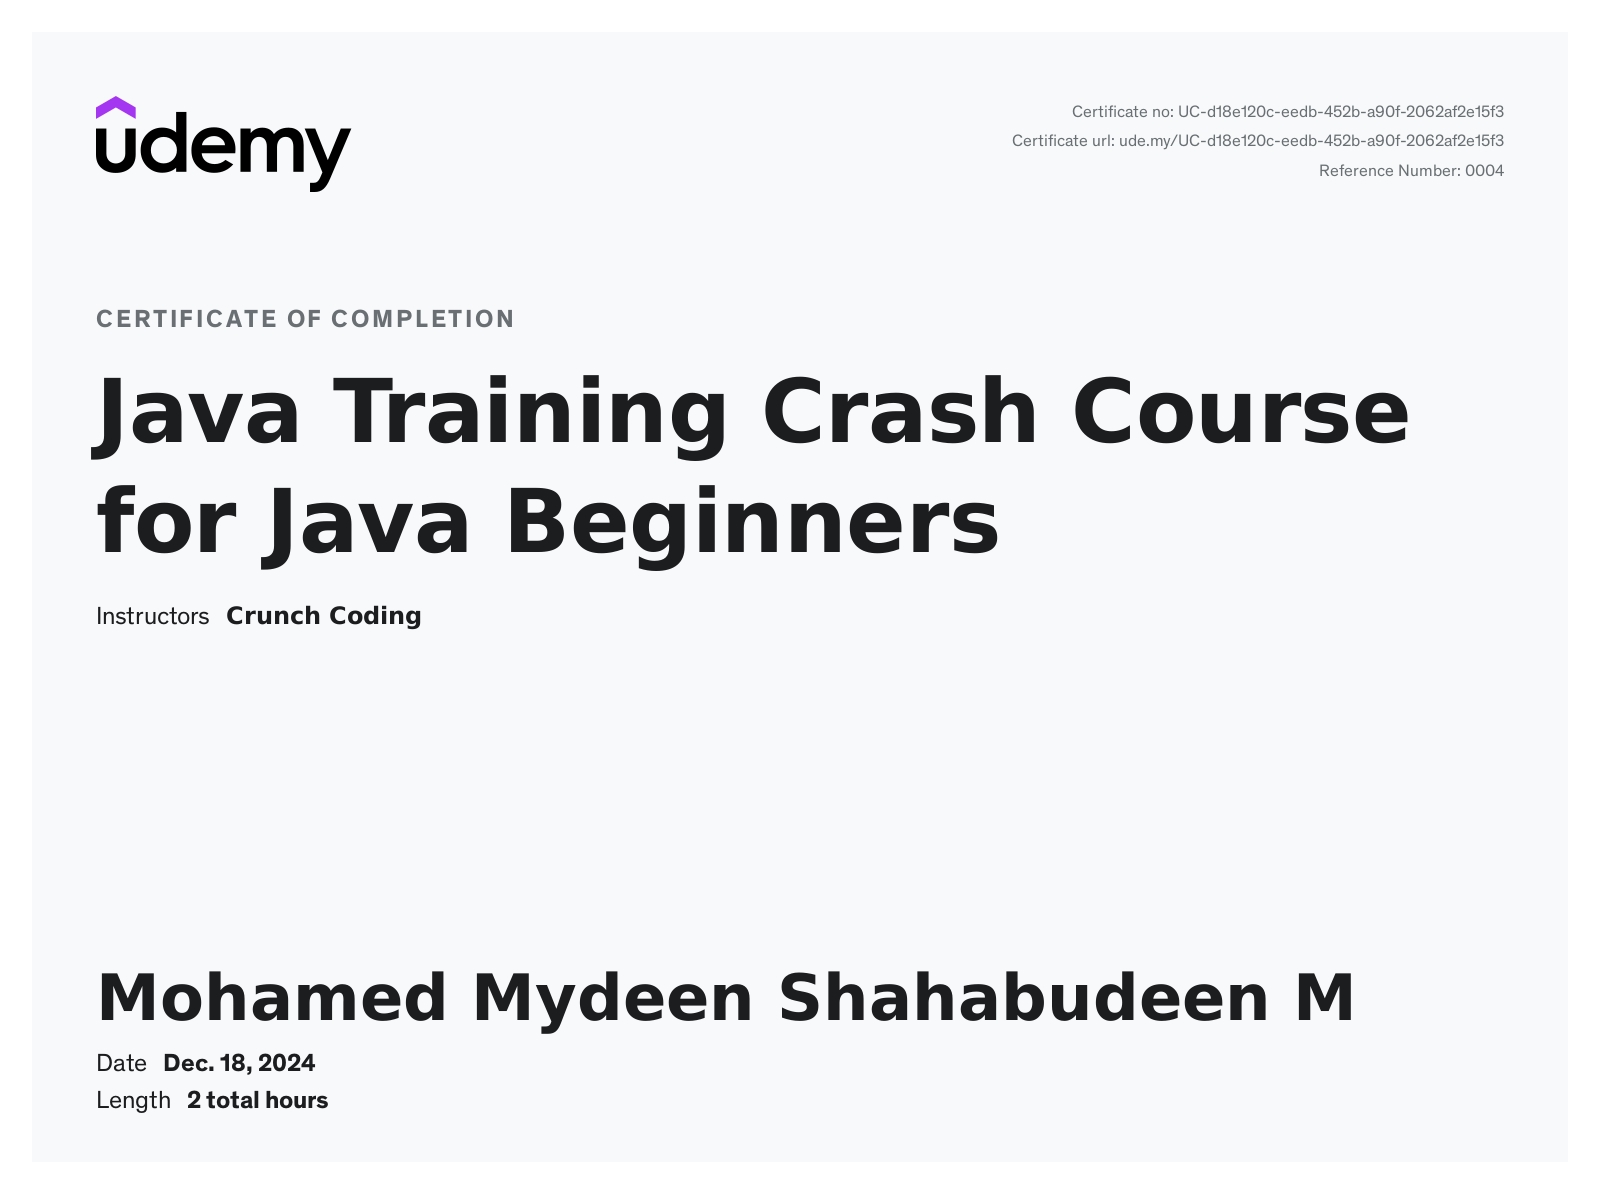 udemy
Certificate no: UC-d18e120c-eedb-452b-a90f-2062af2e15f3
Certificate url: ude.my/UC-d18e120c-eedb-452b-a90f-2062af2e15f3
Reference Number: 0004
CERTIFICATE OF COMPLETION
Java Training Crash Course
for Java Beginners
Instructors Crunch Coding
Mohamed Mydeen Shahabudeen M
Date Dec. 18, 2024
Length 2 total hours